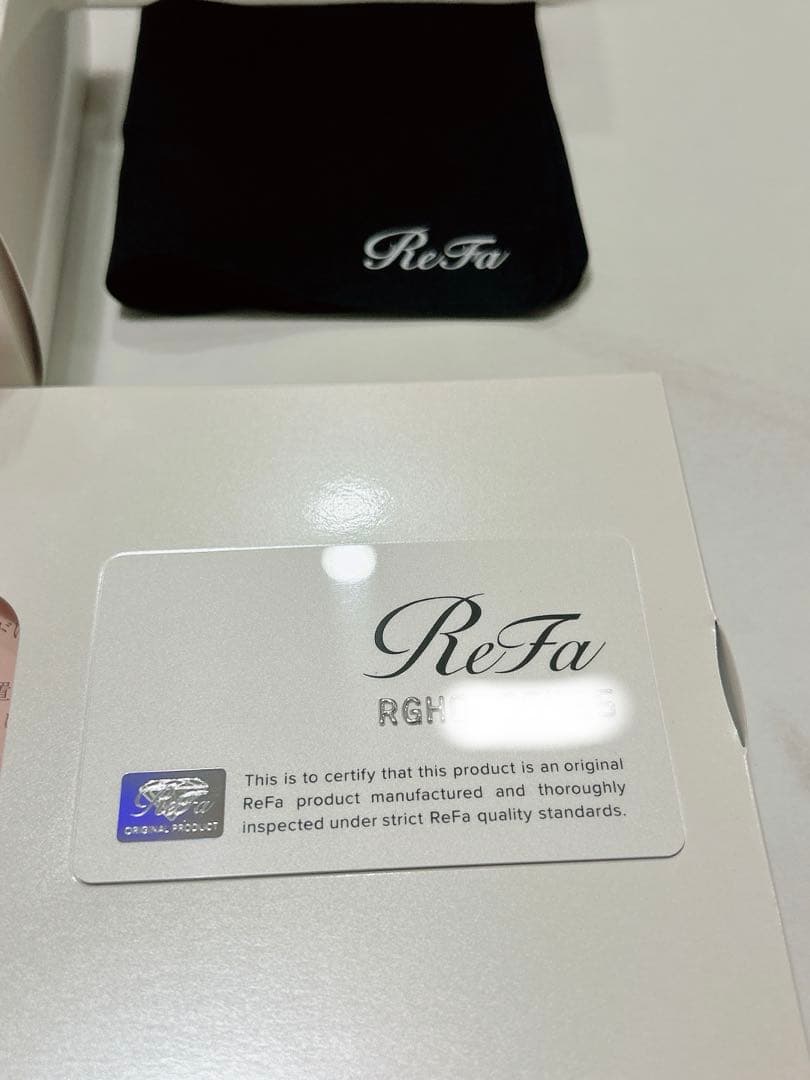 ReFa
ReFa
RGH
This is to certify that this product is an original
ReFa product manufactured and thoroughly
inspected under strict ReFa quality standards.
ReFa
ORIGINAL PRODUCT
置